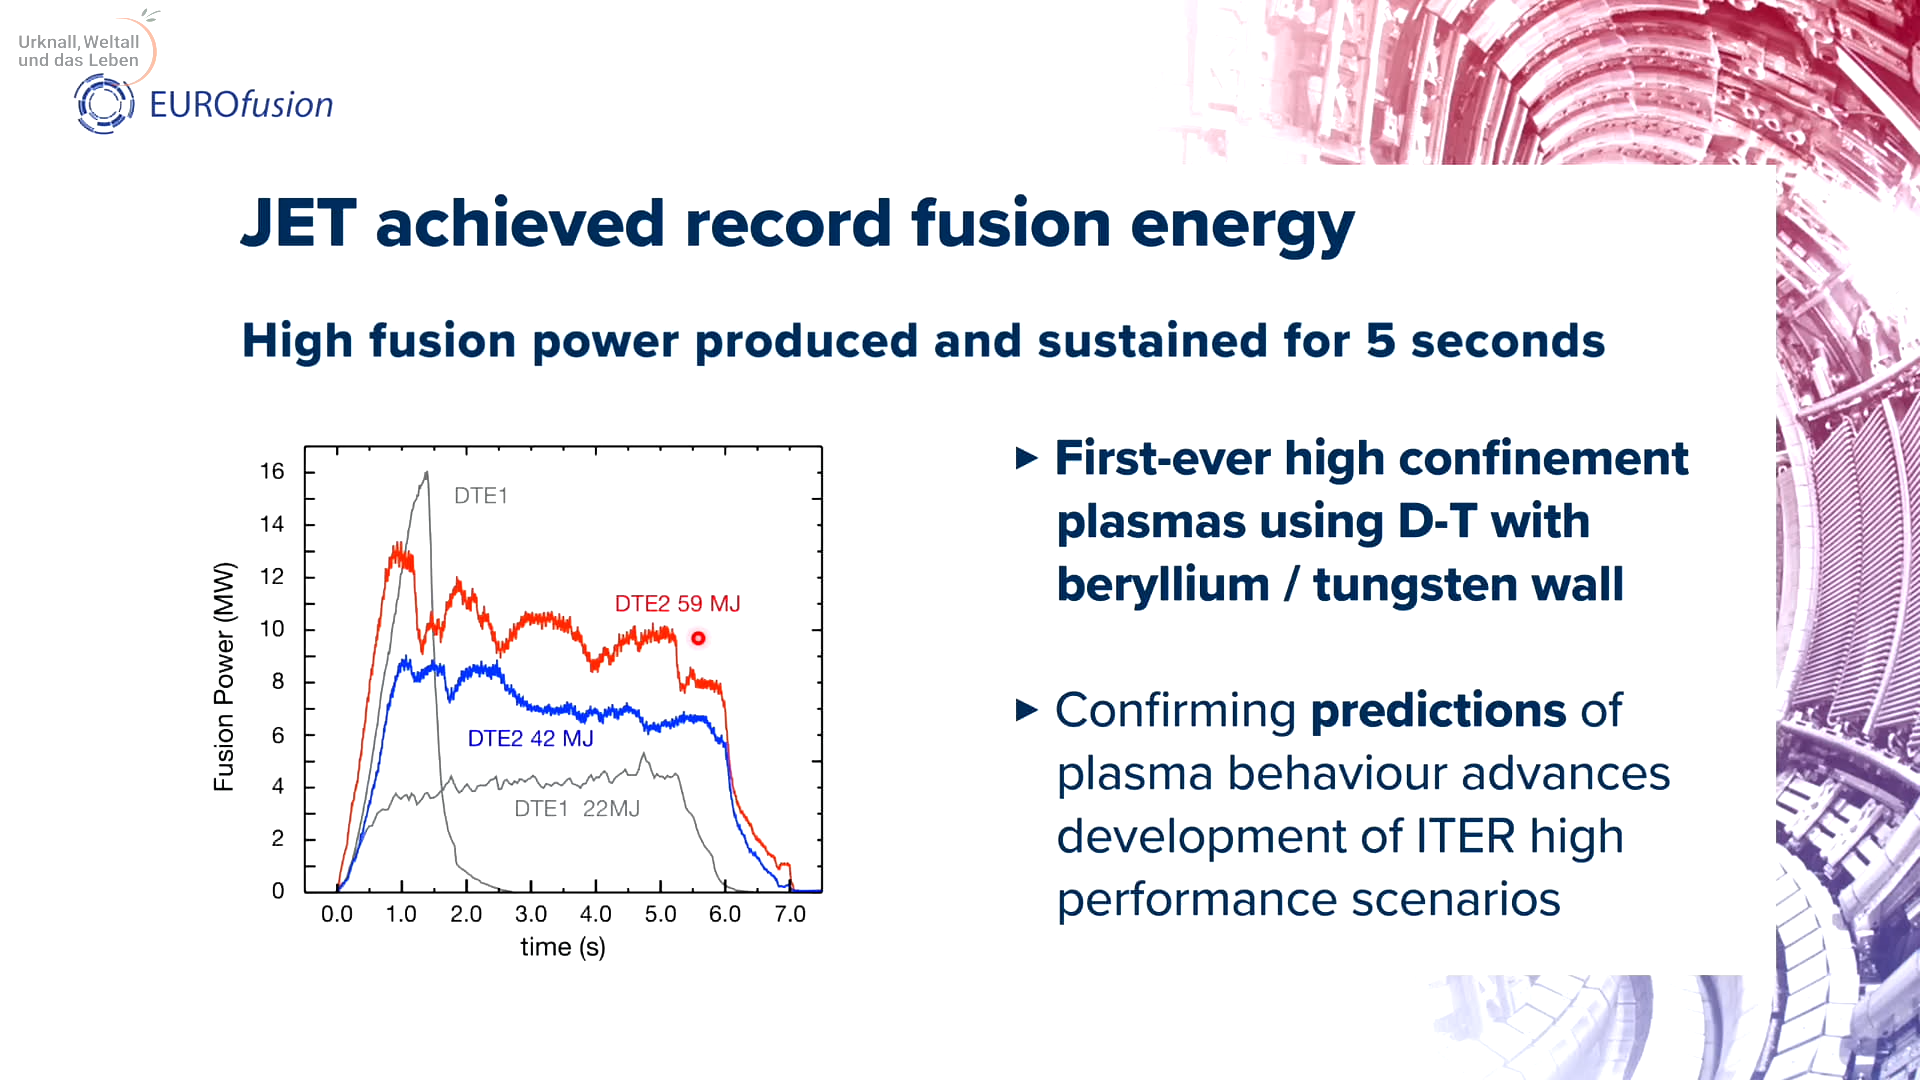 Urknall, Weltall
und das Leben
EUROfusion
JET achieved record fusion energy
High fusion power produced and sustained for 5 seconds
Fusion Power (MW)
16
14
12
10
8
6
4
2
0
DTE1
DTE2 59 MJ
DTE2 42 MJ
DTE1 22MJ
0.0 1.0 2.0 3.0 4.0 5.0 6.0 7.0
time (s)
► First-ever high confinement
plasmas using D-T with
beryllium / tungsten wall
► Confirming predictions of
plasma behaviour advances
development of ITER high
performance scenarios